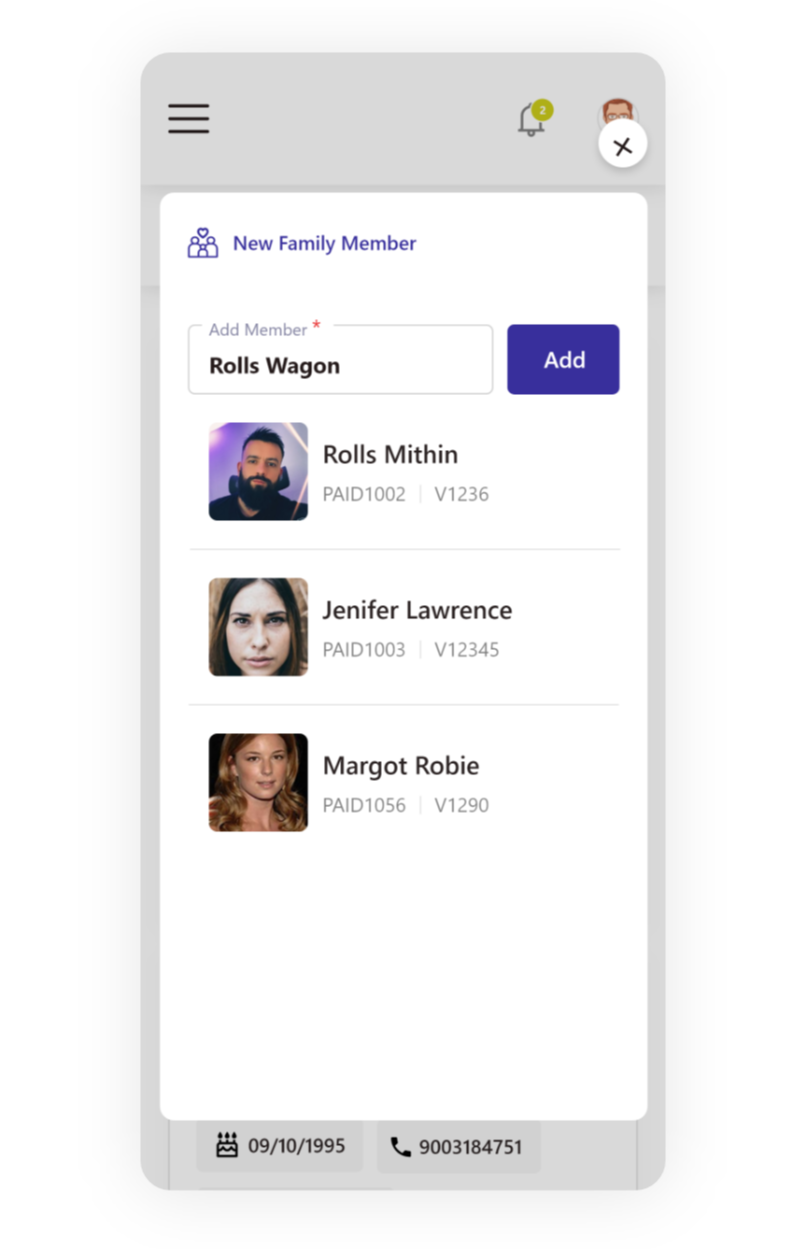 2
New Family Member
Add Member *
Rolls Wagon
Add
Rolls Mithin
PAID1002 | V1236
Jenifer Lawrence
PAID1003 | V12345
Margot Robie
PAID1056 | V1290
09/10/1995 9003184751